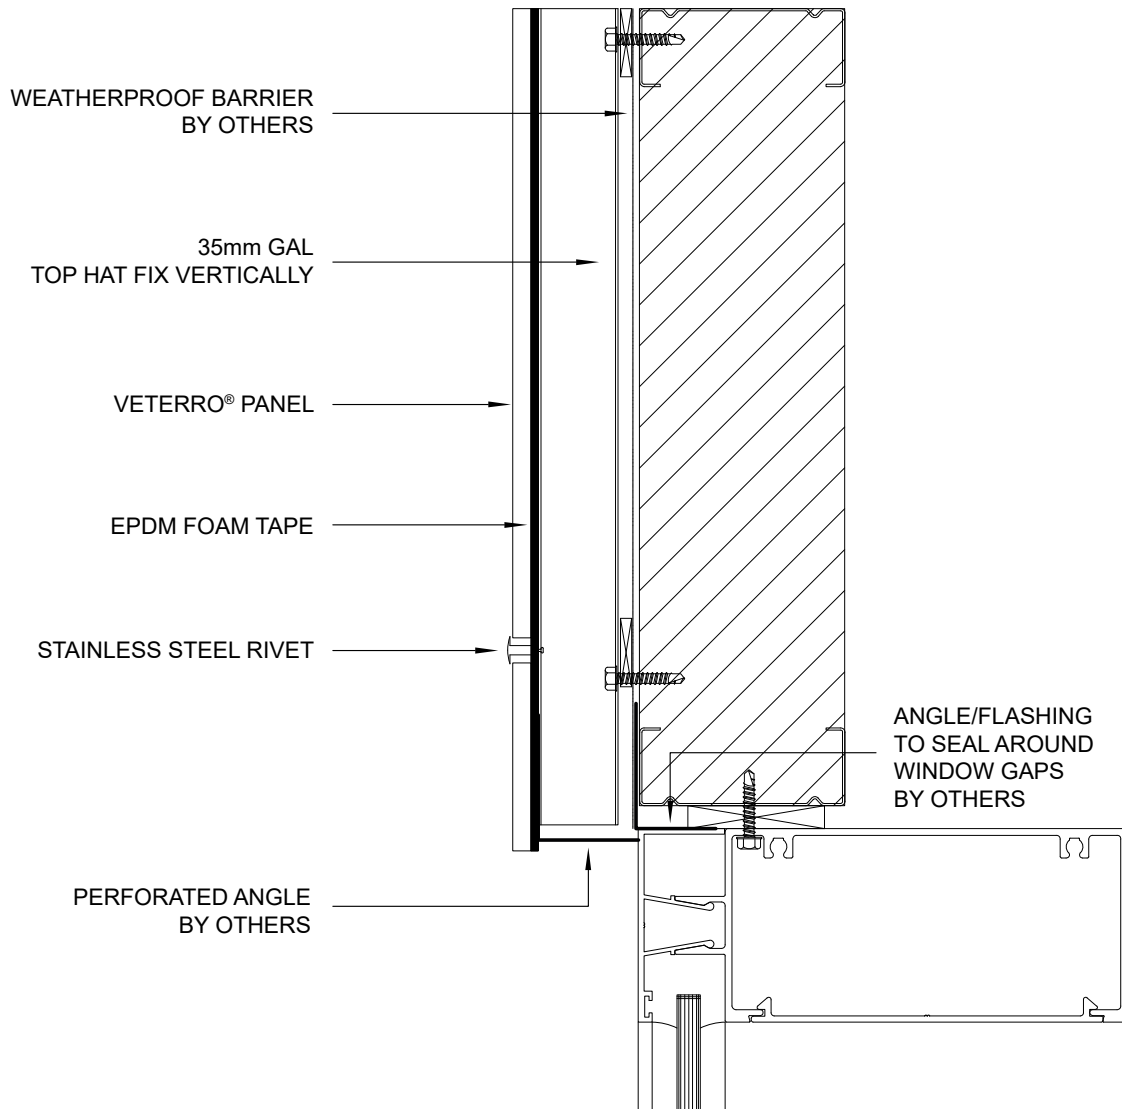 WEATHERPROOF BARRIER
BY OTHERS
35mm GAL
TOP HAT FIX VERTICALLY
VETERRO® PANEL
EPDM FOAM TAPE
STAINLESS STEEL RIVET
ANGLE/FLASHING
TO SEAL AROUND
WINDOW GAPS
BY OTHERS
PERFORATED ANGLE
BY OTHERS